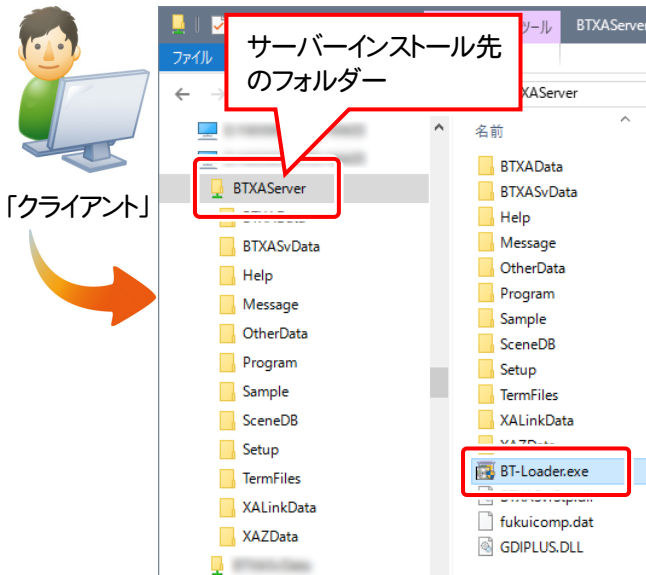 ツール
BTXAServer
ファイル
サーバーインストール先
のフォルダー
XAServer
名前
「クライアント」
BTXAServer
BTXASvData
Help
Message
OtherData
Program
Sample
SceneDB
Setup
TermFiles
XALinkData
XAZData
BTXAData
BTXASvData
Help
Message
OtherData
Program
Sample
SceneDB
Setup
TermFiles
XALinkData
BT-Loader.exe
fukuicomp.dat
GDIPLUS.DLL